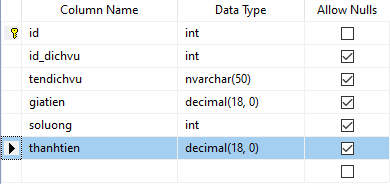 Column Name Data Type Allow Nulls
id int
id_dichvu int
tendichvu nvarchar(50)
giatien decimal(18, 0)
soluong int
thanhtien decimal(18, 0)